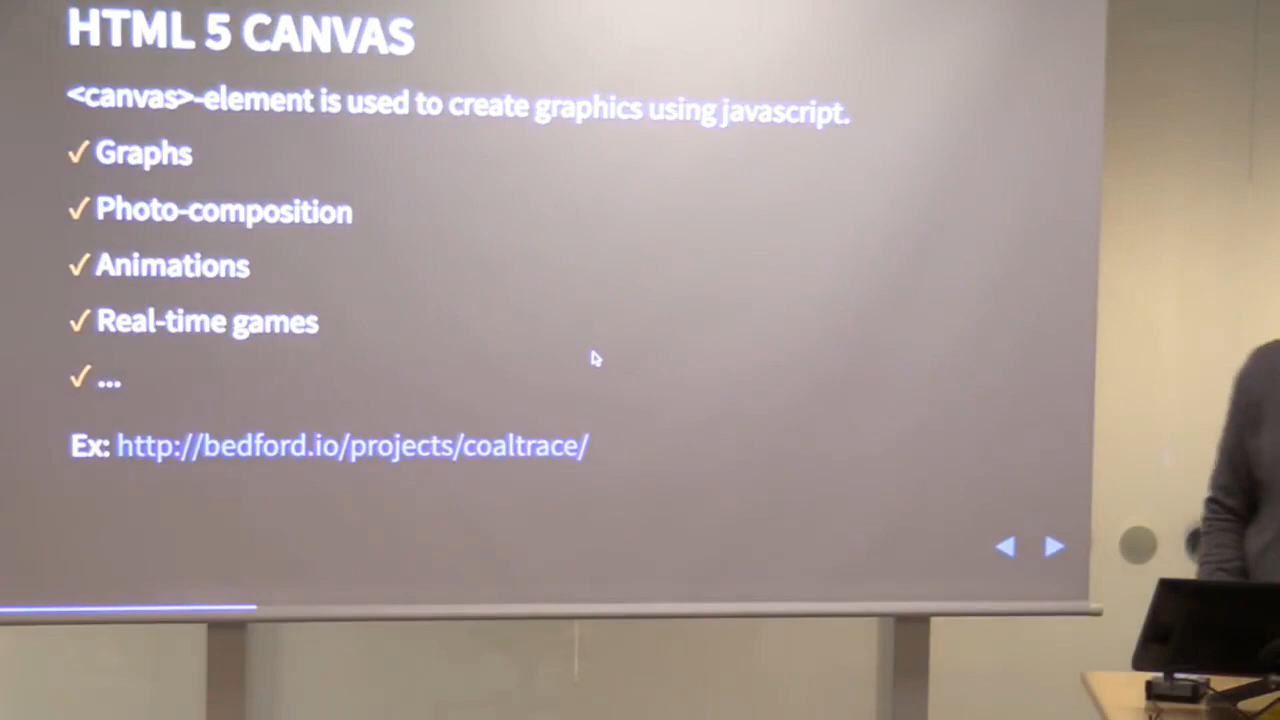 HTML 5 CANVAS
<canvas>-element is used to create graphics using javascript.
✓ Graphs
✓ Photo-composition
✓ Animations
✓ Real-time games
✓ ...
Ex: http://bedford.io/projects/coaltrace/